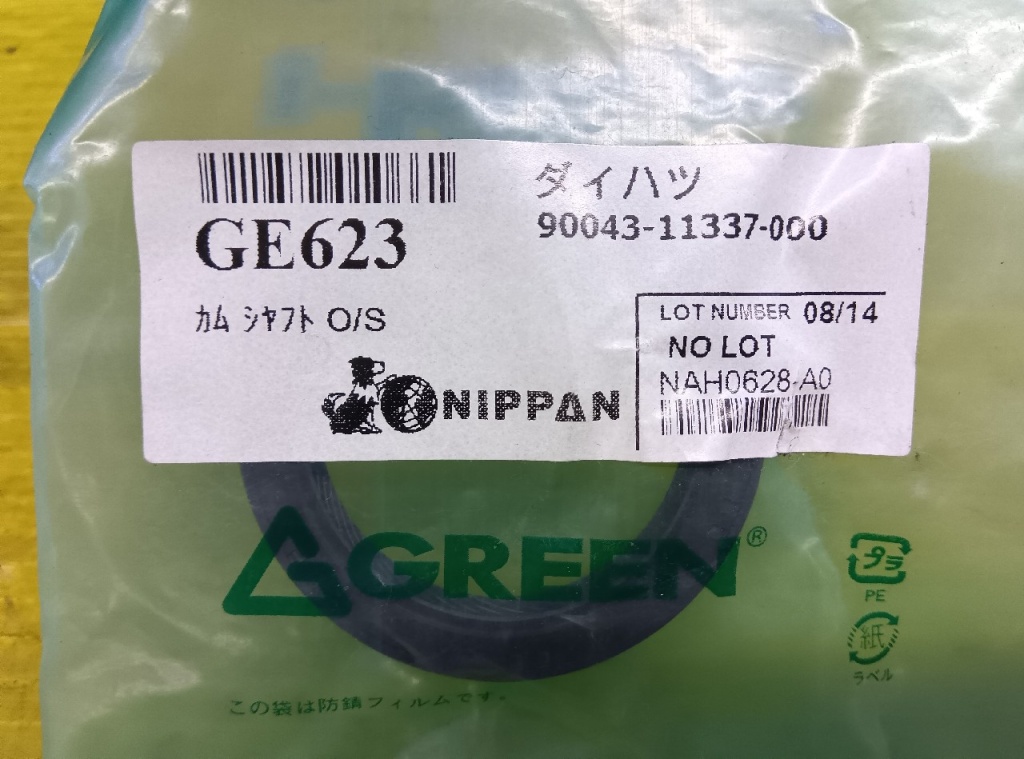 ダイハツ
GE623
90043-11337-000
カム シヤフト O/S
LOT NUMBER 08/14
NO LOT
NAH0628-A0
NIPPAN
GREEN®
プラ
PE
紙
ラベル
この袋は防錆フィルムです。